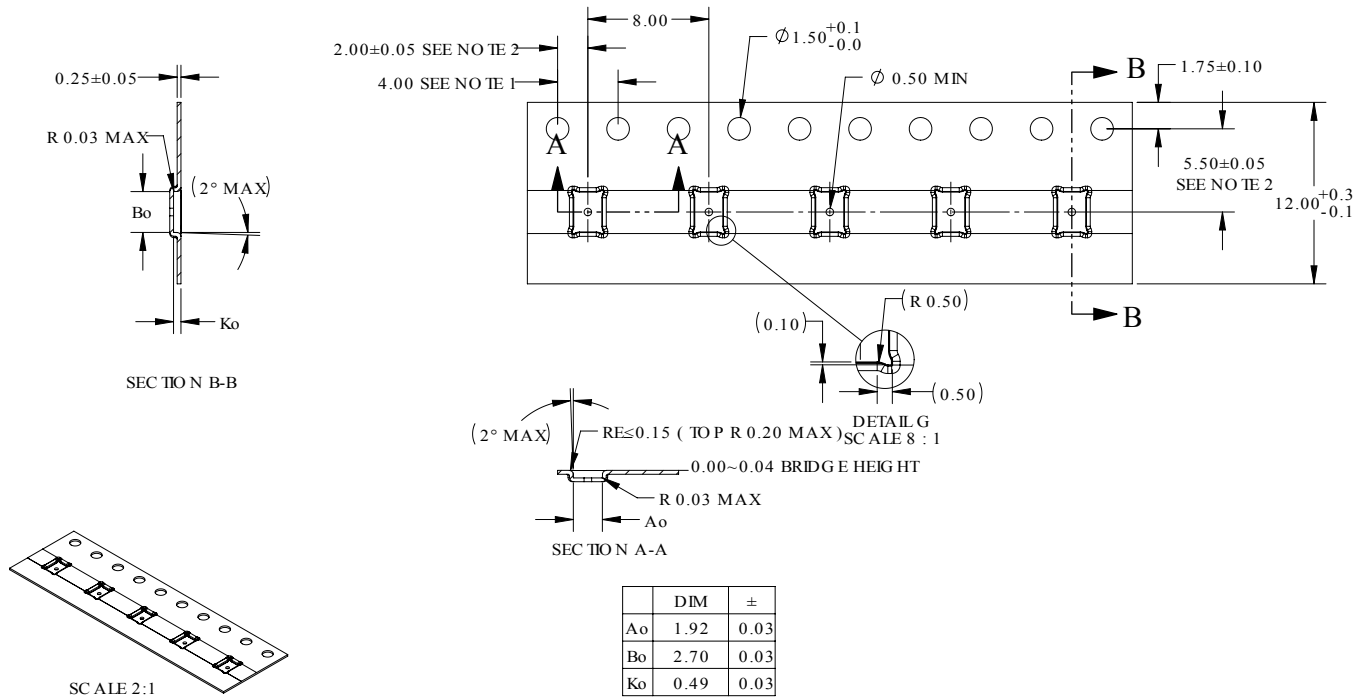 8.00
2.00±0.05 SEE NOTE 2
4.00 SEE NOTE 1
Ø1.50 +0.1 -0.0
Ø 0.50 MIN
B
1.75±0.10
0.25±0.05
R 0.03 MAX
(2° MAX)
Bo
Ko
SECTION B-B
A
A
5.50±0.05
SEE NOTE 2
12.00 +0.3 -0.1
B
(R 0.50)
(0.10)
(0.50)
DETAIL G
SCALE 8 : 1
(2° MAX)
RE≤0.15 ( TOP R 0.20 MAX)
0.00~0.04 BRIDGE HEIGHT
R 0.03 MAX
Ao
SECTION A-A
DIM ±
Ao 1.92 0.03
Bo 2.70 0.03
Ko 0.49 0.03
SCALE 2:1